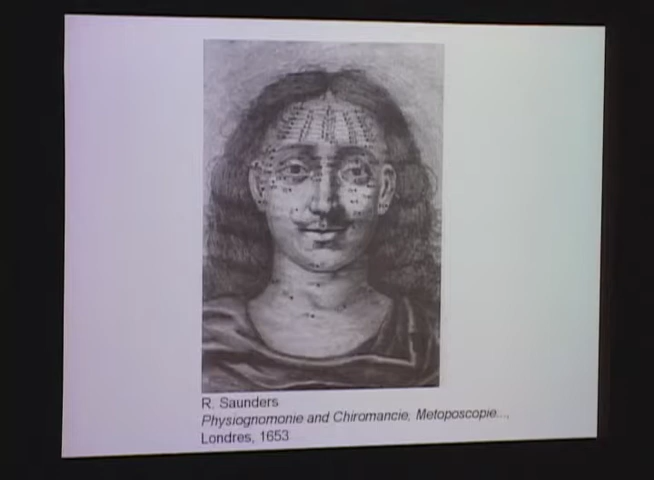 R. Saunders
Physiognomonie and Chiromancie, Metoposcopie...,
Londres, 1653